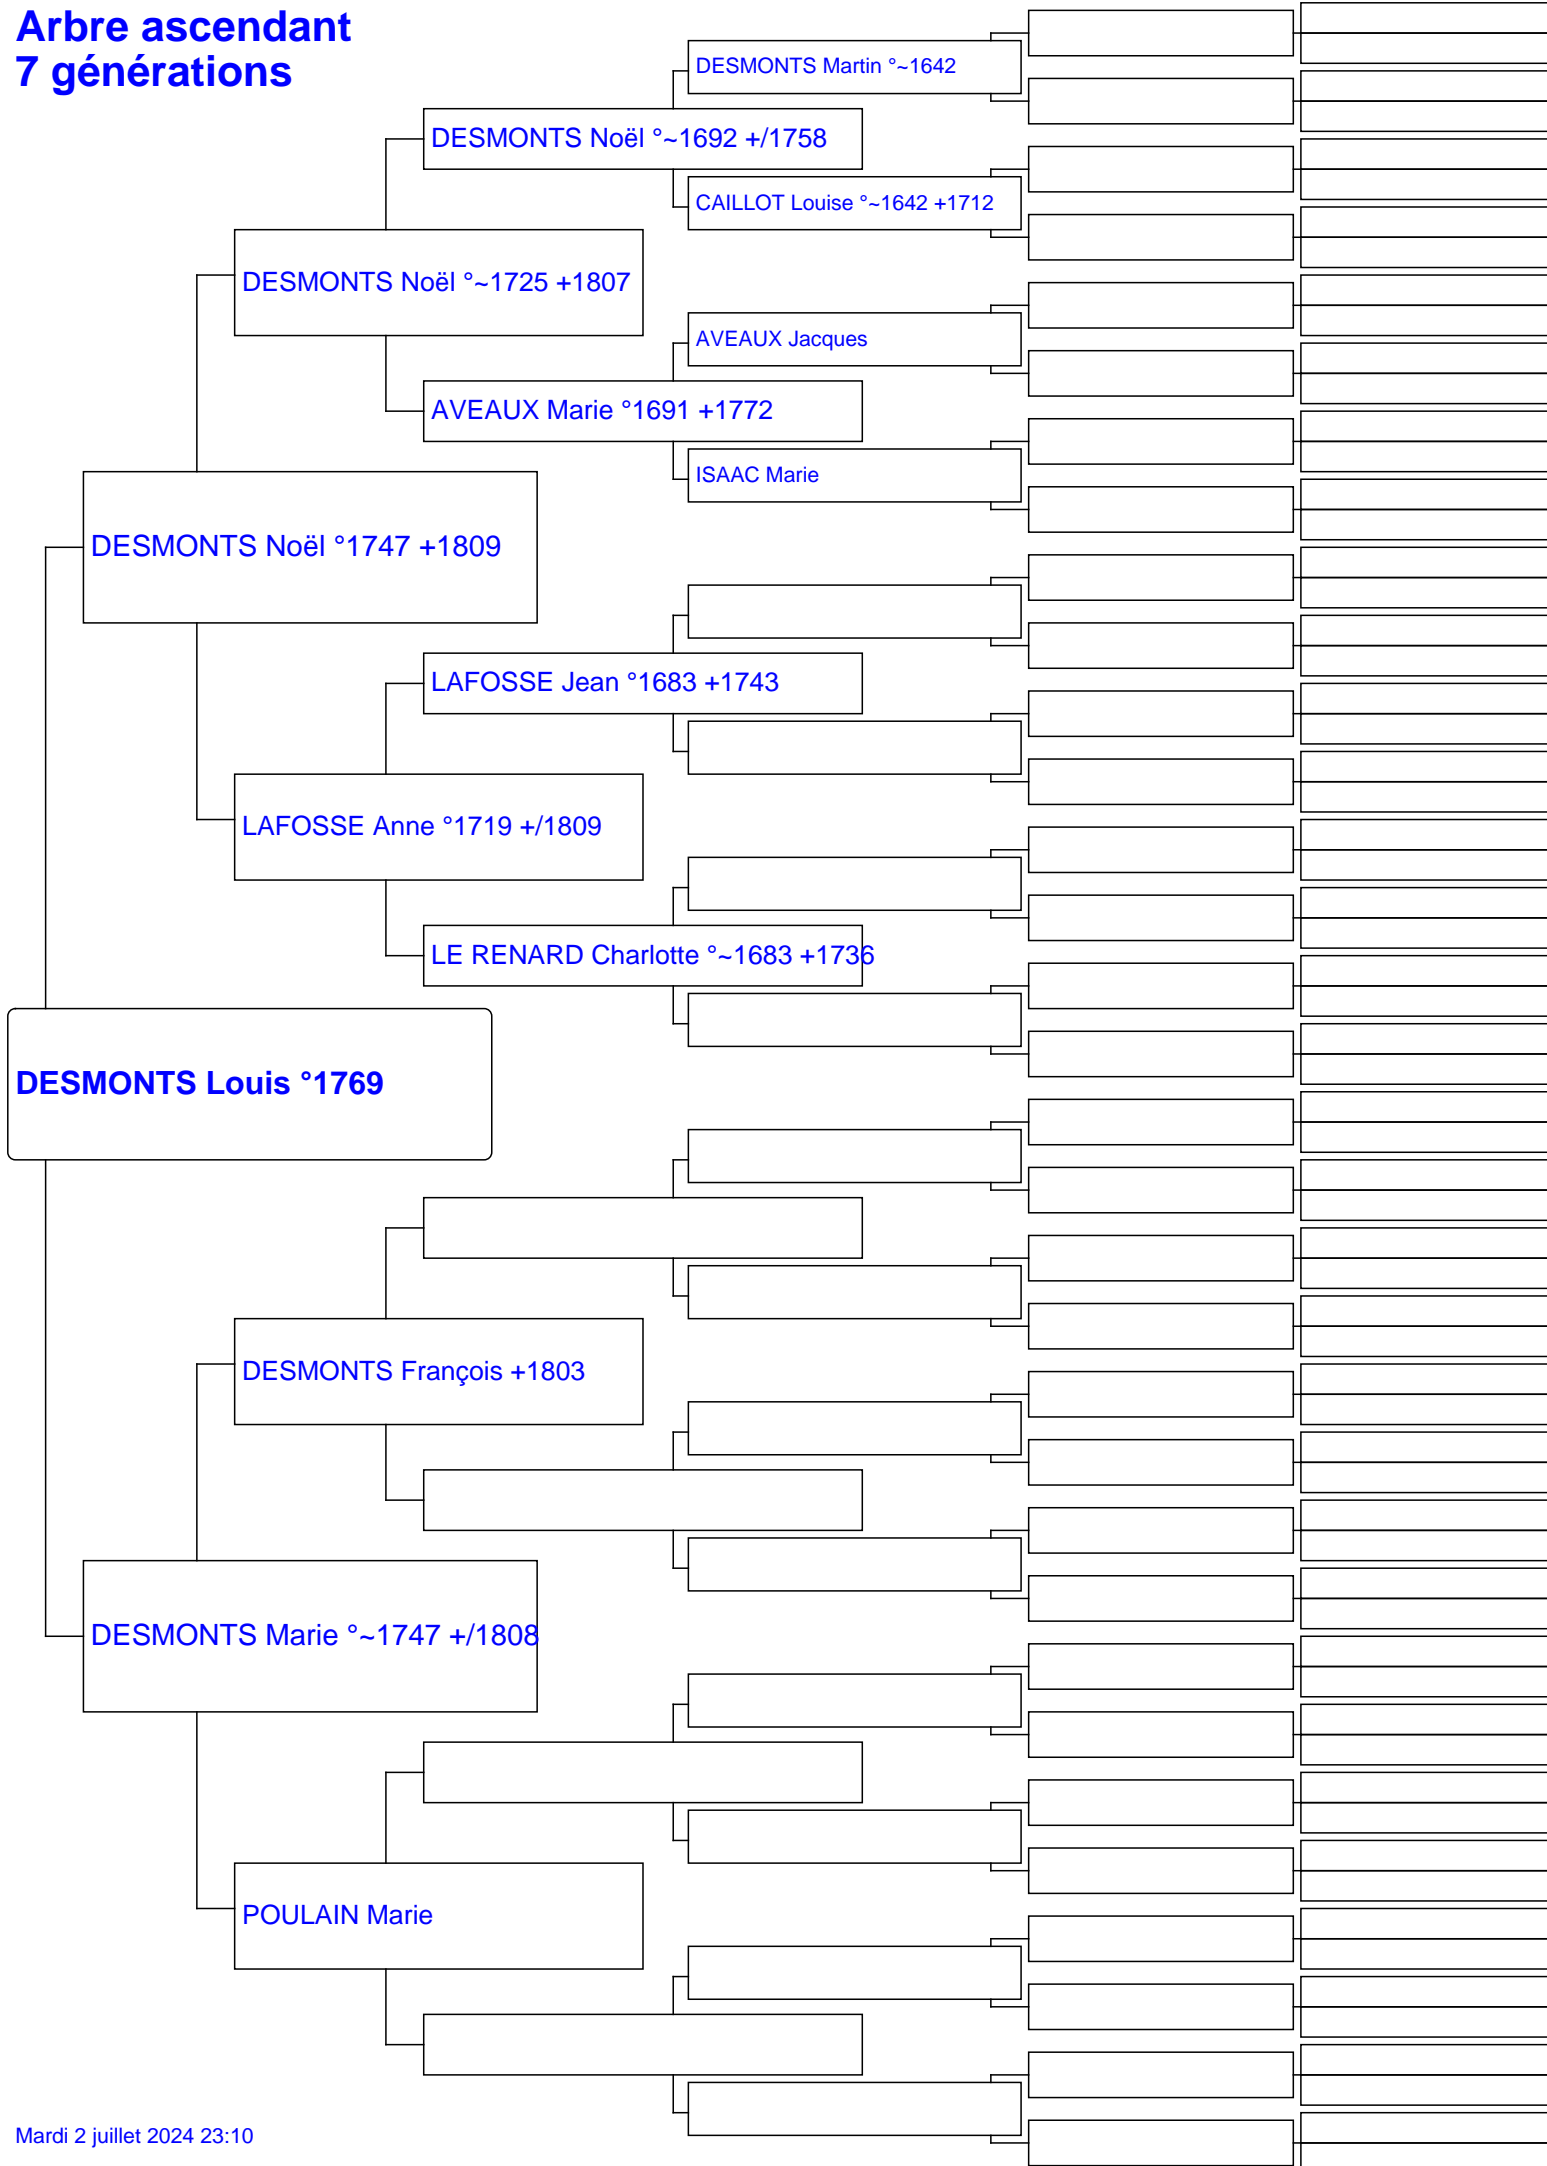 Arbre ascendant
7 générations
DESMONTS Martin °~1642
DESMONTS Noël °~1692 +/1758
CAILLOT Louise °~1642 +1712
DESMONTS Noël °~1725 +1807
AVEAUX Jacques
AVEAUX Marie °1691 +1772
ISAAC Marie
DESMONTS Noël °1747 +1809
LAFOSSE Jean °1683 +1743
LAFOSSE Anne °1719 +/1809
LE RENARD Charlotte °~1683 +1736
DESMONTS Louis °1769
DESMONTS François +1803
DESMONTS Marie °~1747 +/1808
POULAIN Marie
Mardi 2 juillet 2024 23:10